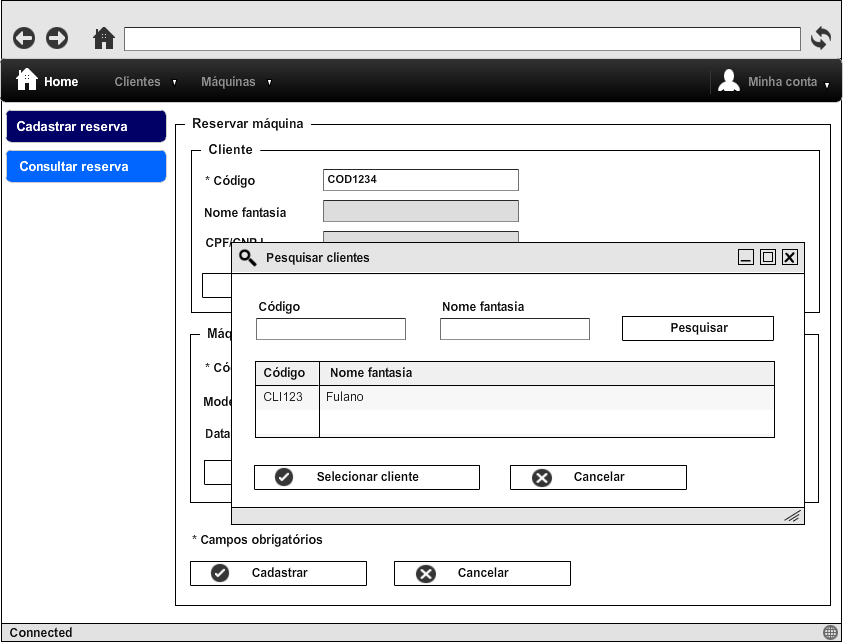 Home Clientes Máquinas Minha conta
Cadastrar reserva
Consultar reserva
Reservar máquina
Cliente
* Código COD1234
Nome fantasia
CPF/CNPJ
Pesquisar clientes
Código Nome fantasia
Pesquisar
Código Nome fantasia
CLI123 Fulano
Selecionar cliente Cancelar
Máq
* Có
Mode
Data
* Campos obrigatórios
Cadastrar Cancelar
Connected